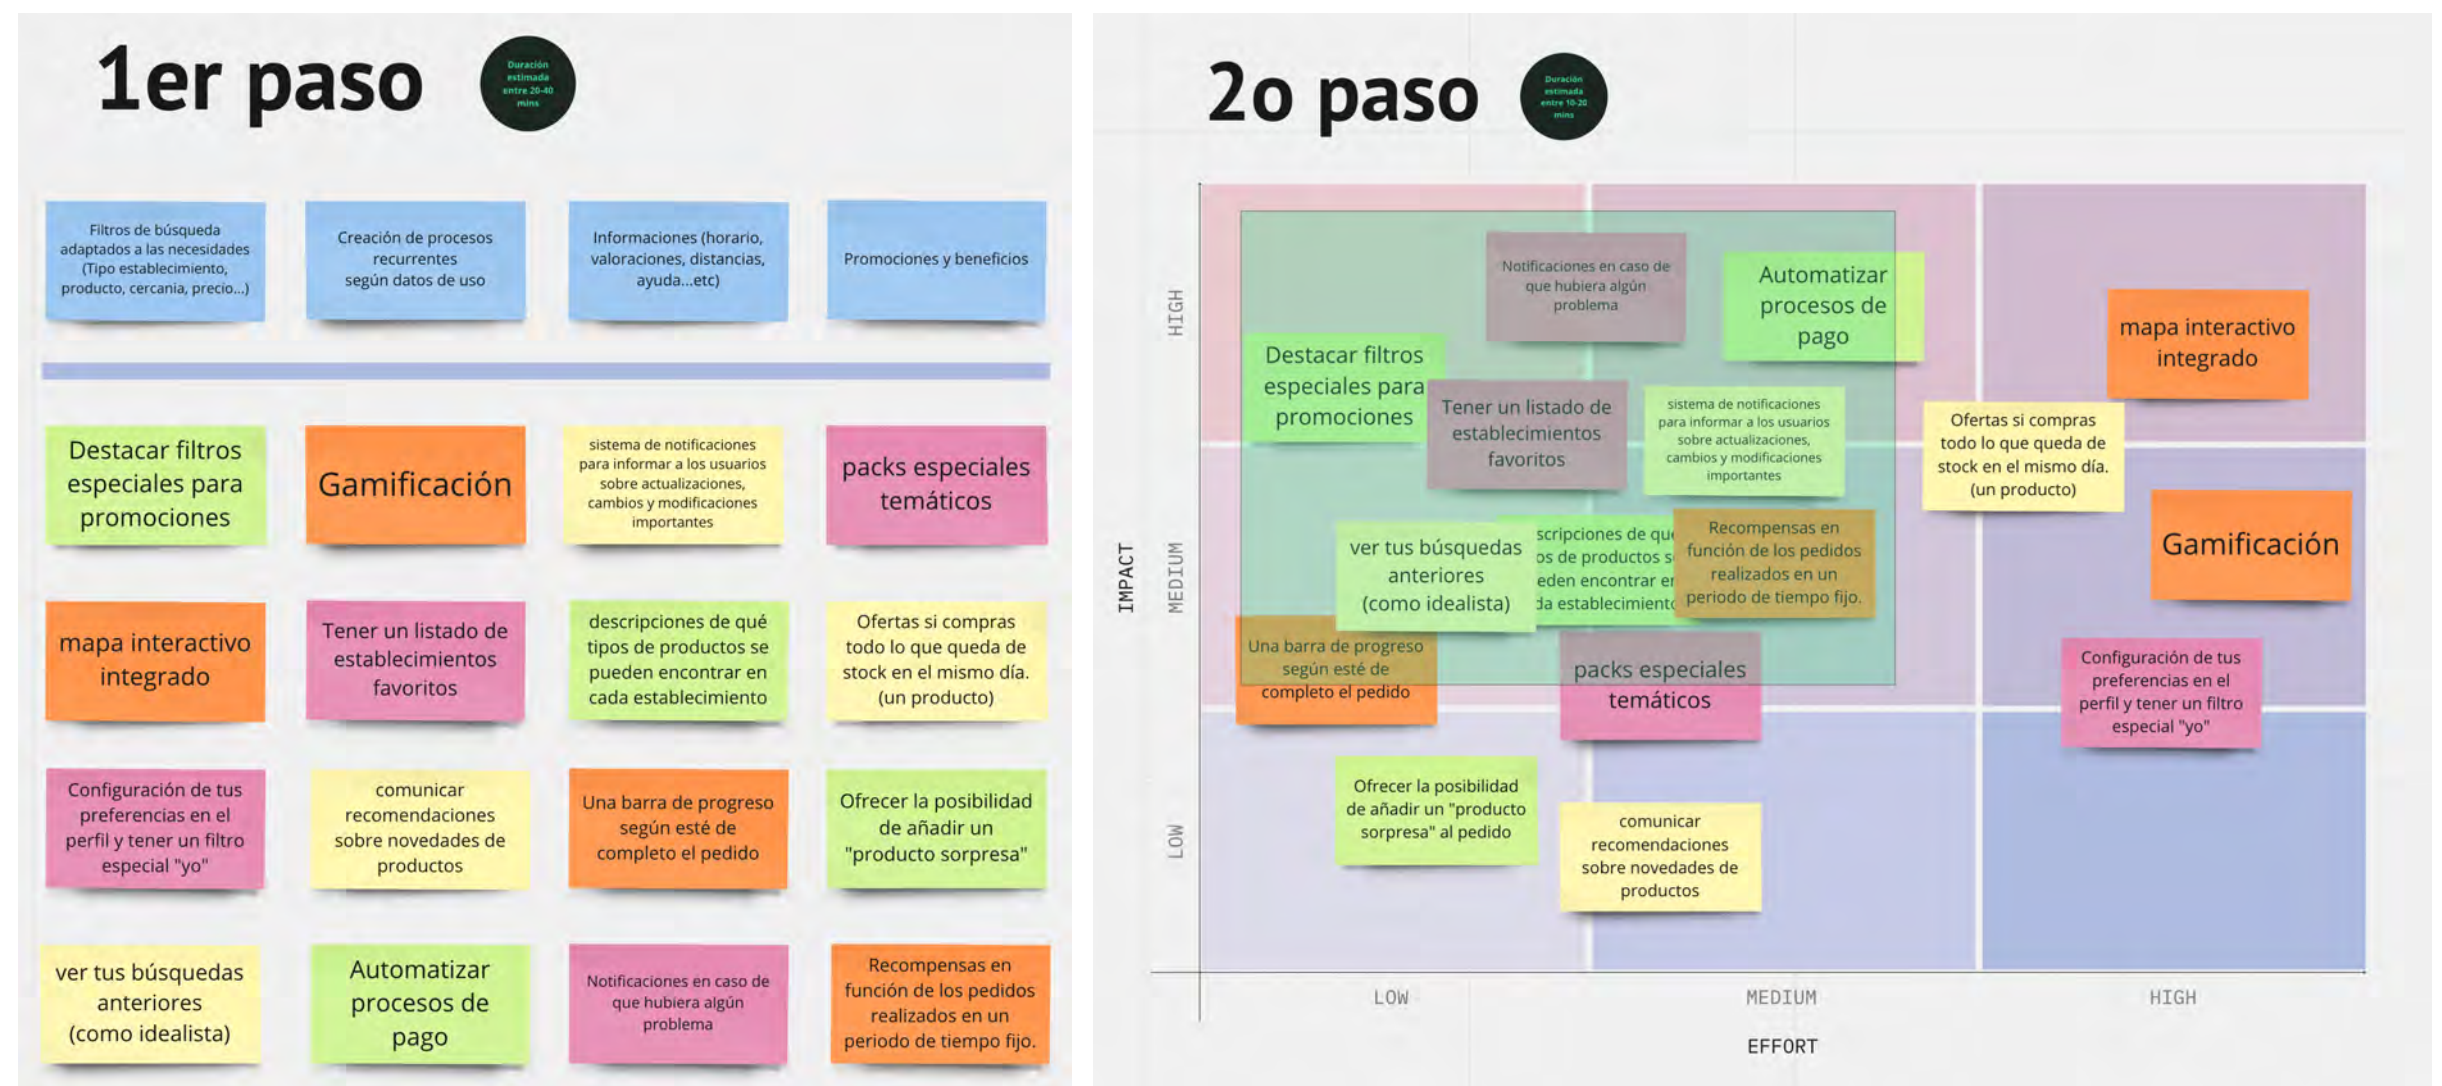 1er paso
Duración
estimada
entre 20-40
mins
Filtros de búsqueda
adaptados a las necesidades
(Tipo establecimiento,
producto, cercania, precio...)
Creación de procesos
recurrentes
según datos de uso
Informaciones (horario,
valoraciones, distancias,
ayuda...etc)
Promociones y beneficios
Destacar filtros
especiales para
promociones
Gamificación
sistema de notificaciones
para informar a los usuarios
sobre actualizaciones,
cambios y modificaciones
importantes
packs especiales
temáticos
mapa interactivo
integrado
Tener un listado de
establecimientos
favoritos
descripciones de qué
tipos de productos se
pueden encontrar en
cada establecimiento
Ofertas si compras
todo lo que queda de
stock en el mismo día.
(un producto)
Configuración de tus
preferencias en el
perfil y tener un filtro
especial "yo"
comunicar
recomendaciones
sobre novedades de
productos
Una barra de progreso
según esté de
completo el pedido
Ofrecer la posibilidad
de añadir un
"producto sorpresa"
ver tus búsquedas
anteriores
(como idealista)
Automatizar
procesos de
pago
Notificaciones en caso de
que hubiera algún
problema
Recompensas en
función de los pedidos
realizados en un
periodo de tiempo fijo.
2o paso
Duración
estimada
entre 10-20
mins
IMPACT
HIGH
MEDIUM
LOW
Notificaciones en caso de
que hubiera algún
problema
Automatizar
procesos de
pago
mapa interactivo
integrado
Destacar filtros
especiales para
promociones
Tener un listado de
establecimientos
favoritos
sistema de notificaciones
para informar a los usuarios
sobre actualizaciones,
cambios y modificaciones
importantes
Ofertas si compras
todo lo que queda de
stock en el mismo día.
(un producto)
Gamificación
ver tus búsquedas
anteriores
(como idealista)
scripciones de qu
os de productos s
eden encontrar e
da establecimient
Recompensas en
función de los pedidos
realizados en un
periodo de tiempo fijo.
Una barra de progreso
según esté de
completo el pedido
packs especiales
temáticos
Configuración de tus
preferencias en el
perfil y tener un filtro
especial "yo"
Ofrecer la posibilidad
de añadir un "producto
sorpresa" al pedido
comunicar
recomendaciones
sobre novedades de
productos
LOW
MEDIUM
HIGH
EFFORT